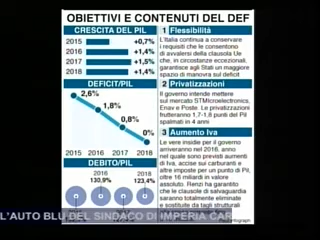 OBIETTIVI E CONTENUTI DEL DEF
CRESCITA DEL PIL
2015 +0,7%
2016 +1,4%
2017 +1,5%
2018 +1,4%
DEFICIT/PIL
2,6%
1,8%
0,8%
0%
2015 2016 2017 2018
DEBITO/PIL
2016 2018
130,9% 123,4%
1 Flessibilità
L'Italia continua a conservare
i requisiti che le consentono
di avvalersi della clausola Ue
che, in circostanze eccezionali,
garantisce agli Stati un maggiore
spazio di manovra sul deficit
2 Privatizzazioni
Il governo intende mettere
sul mercato STMicroelectronics,
Enav e Poste. Le privatizzazioni
frutteranno 1,7-1,8 punti del Pil
spalmati in 4 anni
3 Aumento Iva
Le vere insidie per il governo
arriveranno nel 2016, anno
nel quale sono previsti aumenti
di Iva, accise sui carburanti e
altre imposte per un punto di Pil,
oltre 16 miliardi in valore
assoluto. Renzi ha garantito
che le clausole di salvaguardia
saranno totalmente eliminate
e sostituite da tagli strutturali
L'AUTO BLU DEL SINDACO DI IMPERIA CAR